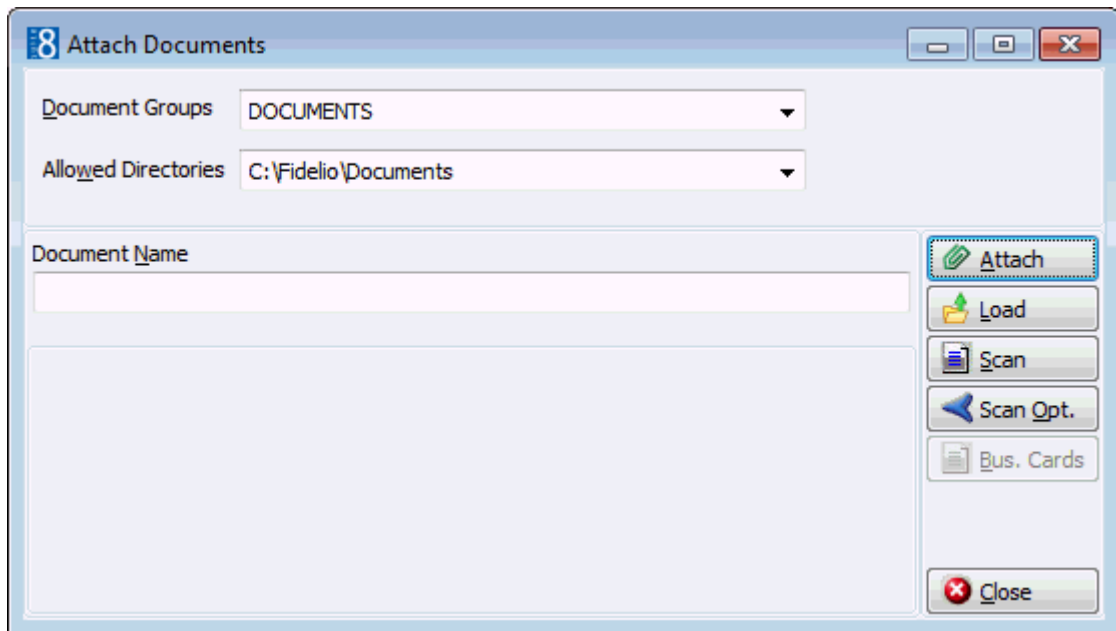 8 Attach Documents
Document Groups DOCUMENTS
Allowed Directories C:\Fidelio\Documents
Document Name
Attach
Load
Scan
Scan Opt.
Bus. Cards
Close